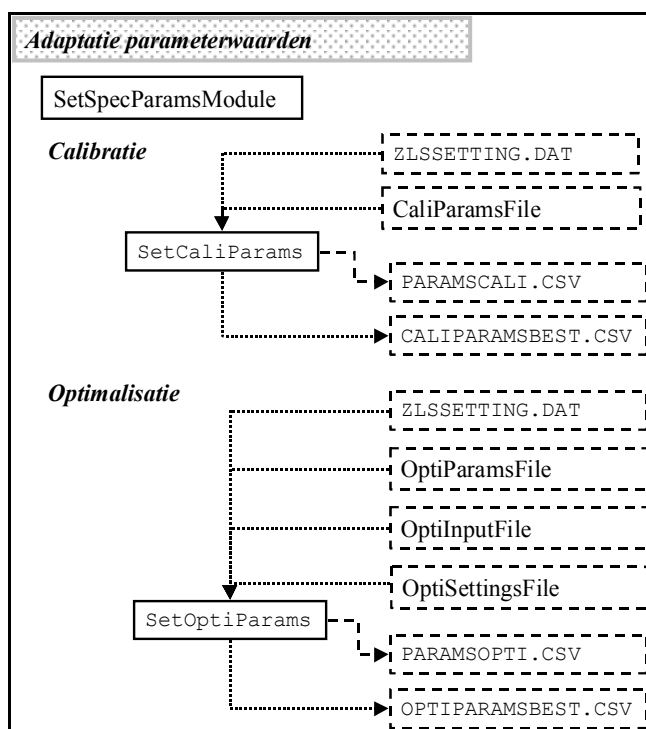 Adaptatie parameterwaarden
SetSpecParamsModule
Calibratie
ZLSSETTING.DAT
CaliParamsFile
SetCaliParams
PARAMSCALI.CSV
CALIPARAMSBEST.CSV
Optimalisatie
ZLSSETTING.DAT
OptiParamsFile
OptiInputFile
OptiSettingsFile
SetOptiParams
PARAMSOPTI.CSV
OPTIPARAMSBEST.CSV